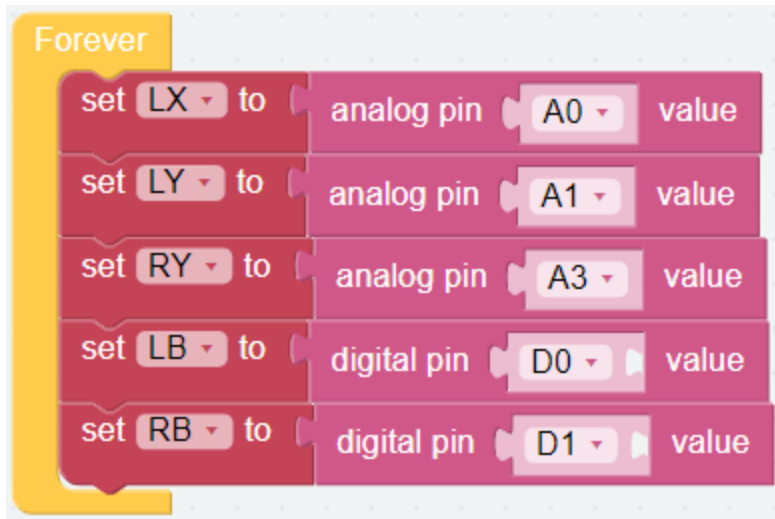 Forever
set LX to analog pin A0 value
set LY to analog pin A1 value
set RY to analog pin A3 value
set LB to digital pin D0 value
set RB to digital pin D1 value